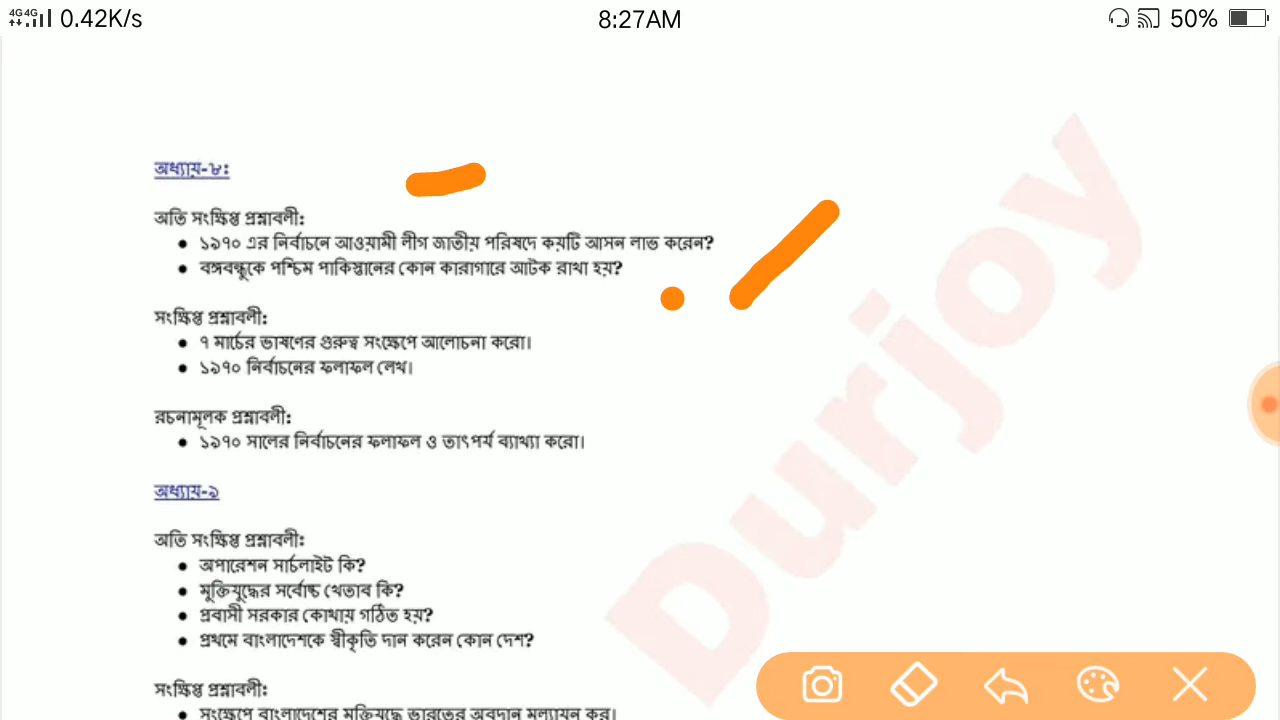 4G 4G 0.42K/s 8:27AM 50%
অধ্যায়-৮:
অতি সংক্ষিপ্ত প্রশ্নাবলী:
● ১৯৭০ এর নির্বাচনে আওয়ামী লীগ জাতীয় পরিষদে কয়টি আসন লাভ করেন?
● বঙ্গবন্ধুকে পশ্চিম পাকিস্তানের কোন কারাগারে আটক রাখা হয়?
সংক্ষিপ্ত প্রশ্নাবলী:
● ৭ মার্চের ভাষণের গুরুত্ব সংক্ষেপে আলোচনা করো।
● ১৯৭০ নির্বাচনের ফলাফল লেখ।
রচনামূলক প্রশ্নাবলী:
● ১৯৭০ সালের নির্বাচনের ফলাফল ও তাৎপর্য ব্যাখ্যা করো।
অধ্যায়-৯
অতি সংক্ষিপ্ত প্রশ্নাবলী:
● অপারেশন সার্চলাইট কি?
● মুক্তিযুদ্ধের সর্বোচ্চ খেতাব কি?
● প্রবাসী সরকার কোথায় গঠিত হয়?
● প্রথমে বাংলাদেশকে স্বীকৃতি দান করেন কোন দেশ?
সংক্ষিপ্ত প্রশ্নাবলী:
● সংক্ষেপে বাংলাদেশের মুক্তিযুদ্ধে ভারতের অবদান মূল্যায়ন কর।
Durjoy